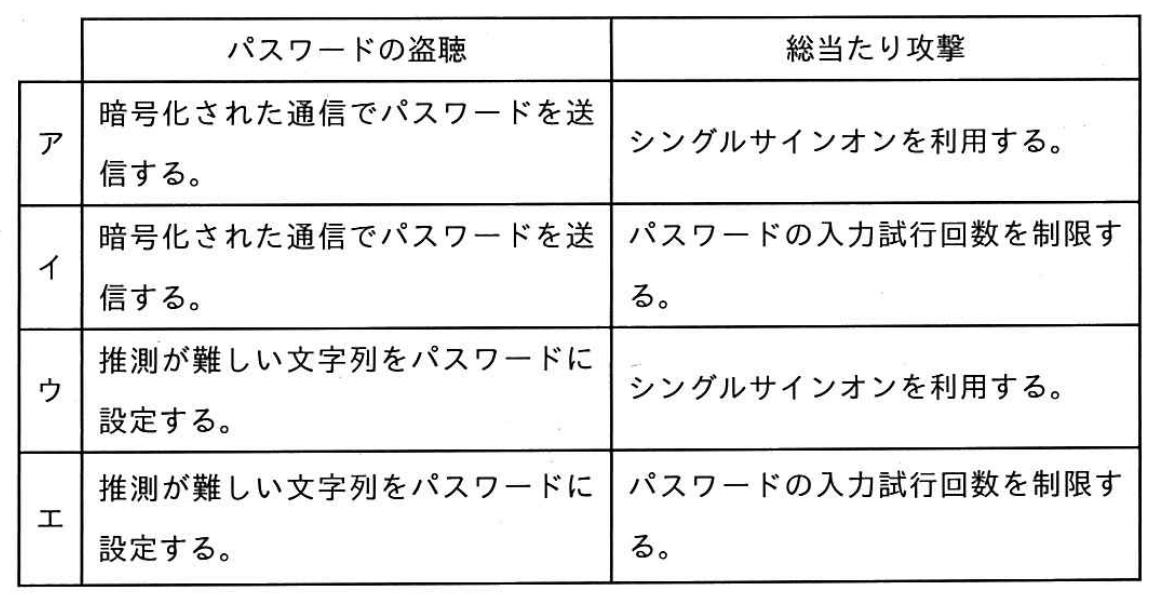 パスワードの盗聴
総当たり攻撃
ア
暗号化された通信でパスワードを送
信する。
シングルサインオンを利用する。
イ
暗号化された通信でパスワードを送
信する。
パスワードの入力試行回数を制限す
る。
ウ
推測が難しい文字列をパスワードに
設定する。
シングルサインオンを利用する。
エ
推測が難しい文字列をパスワードに
設定する。
パスワードの入力試行回数を制限す
る。